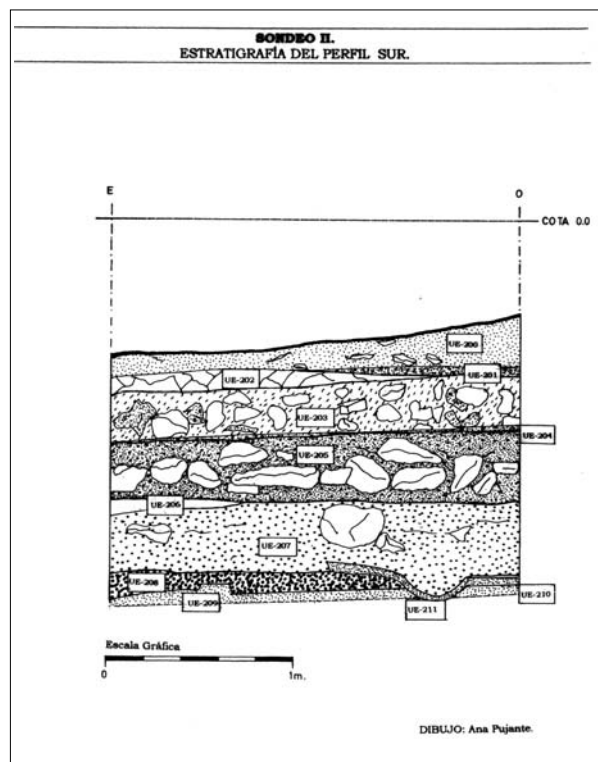 SONDEO II.
ESTRATIGRAFÍA DEL PERFIL SUR.
E
O
COTA 0.0
UE-200
UE-201
UE-202
UE-203
UE-204
UE-205
UE-206
UE-207
UE-208
UE-209
UE-210
UE-211
Escala Gráfica
0
1m.
DIBUJO: Ana Pujante.